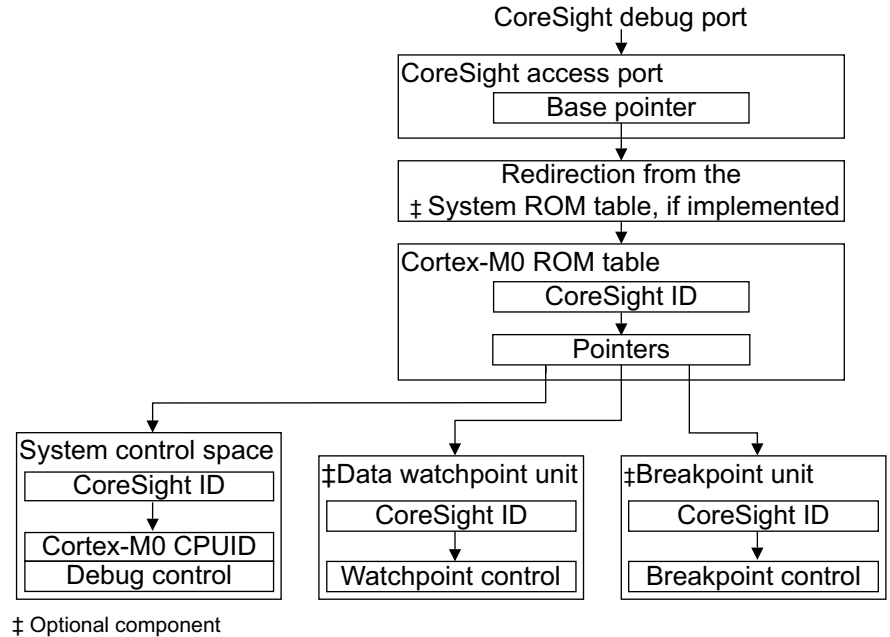 CoreSight debug port
CoreSight access port
Base pointer
Redirection from the
‡ System ROM table, if implemented
Cortex-M0 ROM table
CoreSight ID
Pointers
System control space
CoreSight ID
Cortex-M0 CPUID
Debug control
‡Data watchpoint unit
CoreSight ID
Watchpoint control
‡Breakpoint unit
CoreSight ID
Breakpoint control
‡ Optional component